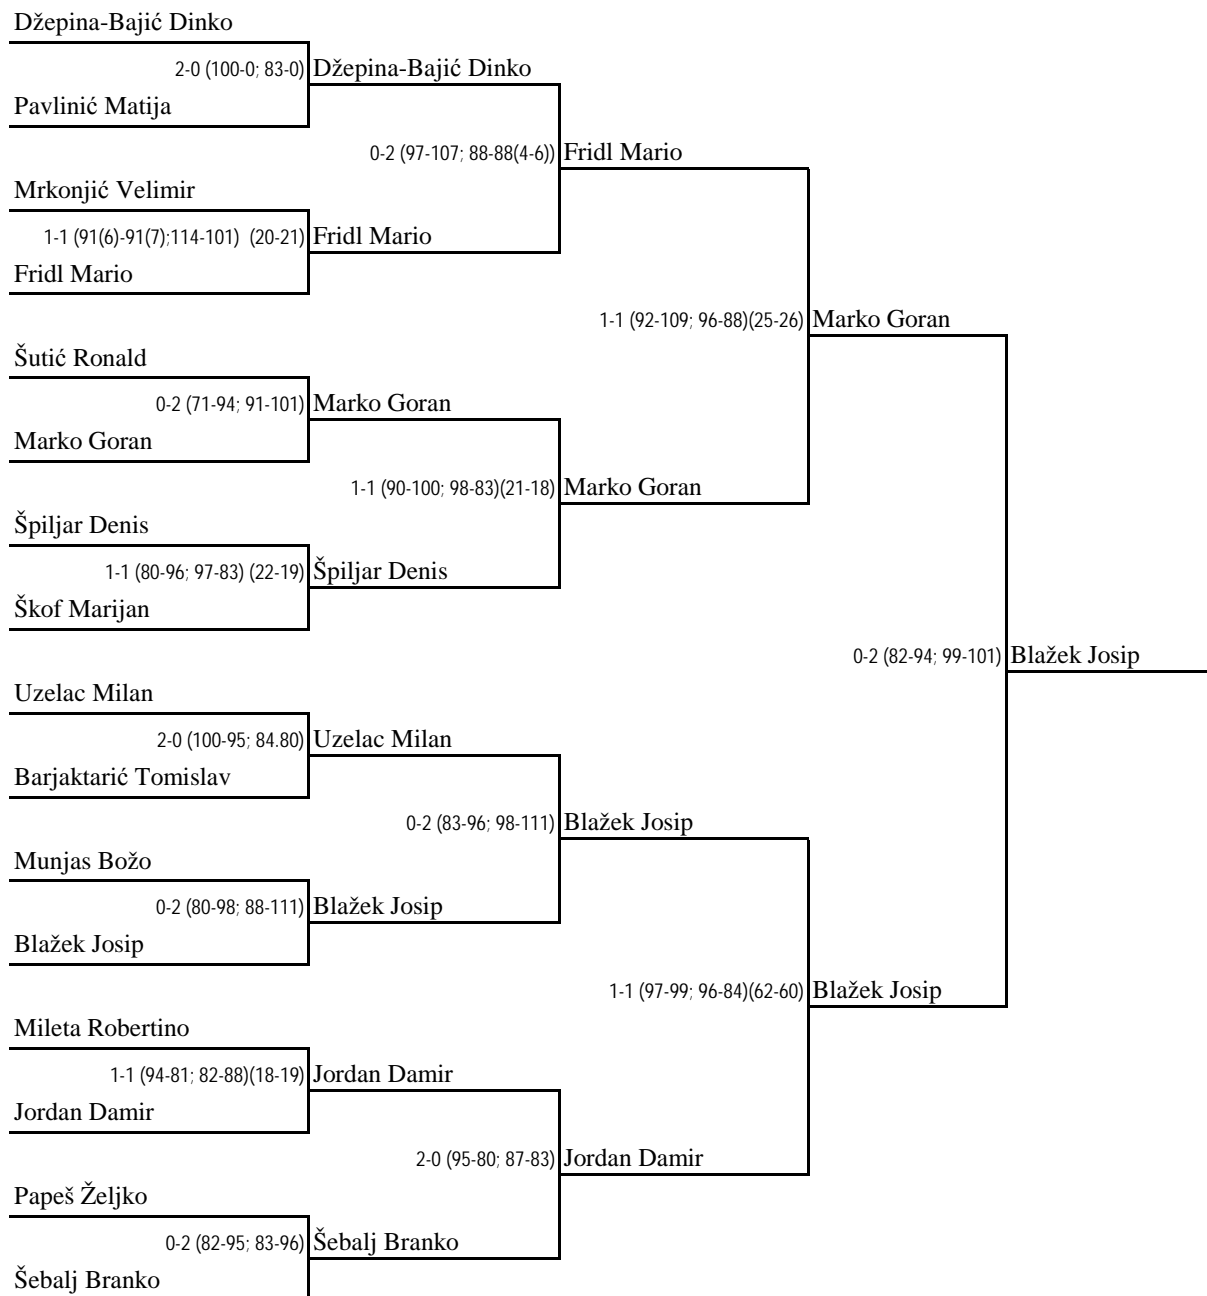 Džepina-Bajić Dinko
2-0 (100-0; 83-0) Džepina-Bajić Dinko
Pavlinić Matija
0-2 (97-107; 88-88(4-6)) Fridl Mario
Mrkonjić Velimir
1-1 (91(6)-91(7);114-101) (20-21) Fridl Mario
Fridl Mario
1-1 (92-109; 96-88)(25-26) Marko Goran
Šutić Ronald
0-2 (71-94; 91-101) Marko Goran
Marko Goran
1-1 (90-100; 98-83)(21-18) Marko Goran
Špiljar Denis
1-1 (80-96; 97-83) (22-19) Špiljar Denis
Škof Marijan
0-2 (82-94; 99-101) Blažek Josip
Uzelac Milan
2-0 (100-95; 84.80) Uzelac Milan
Barjaktarić Tomislav
0-2 (83-96; 98-111) Blažek Josip
Munjas Božo
0-2 (80-98; 88-111) Blažek Josip
Blažek Josip
1-1 (97-99; 96-84)(62-60) Blažek Josip
Mileta Robertino
1-1 (94-81; 82-88)(18-19) Jordan Damir
Jordan Damir
2-0 (95-80; 87-83) Jordan Damir
Papeš Željko
0-2 (82-95; 83-96) Šebalj Branko
Šebalj Branko